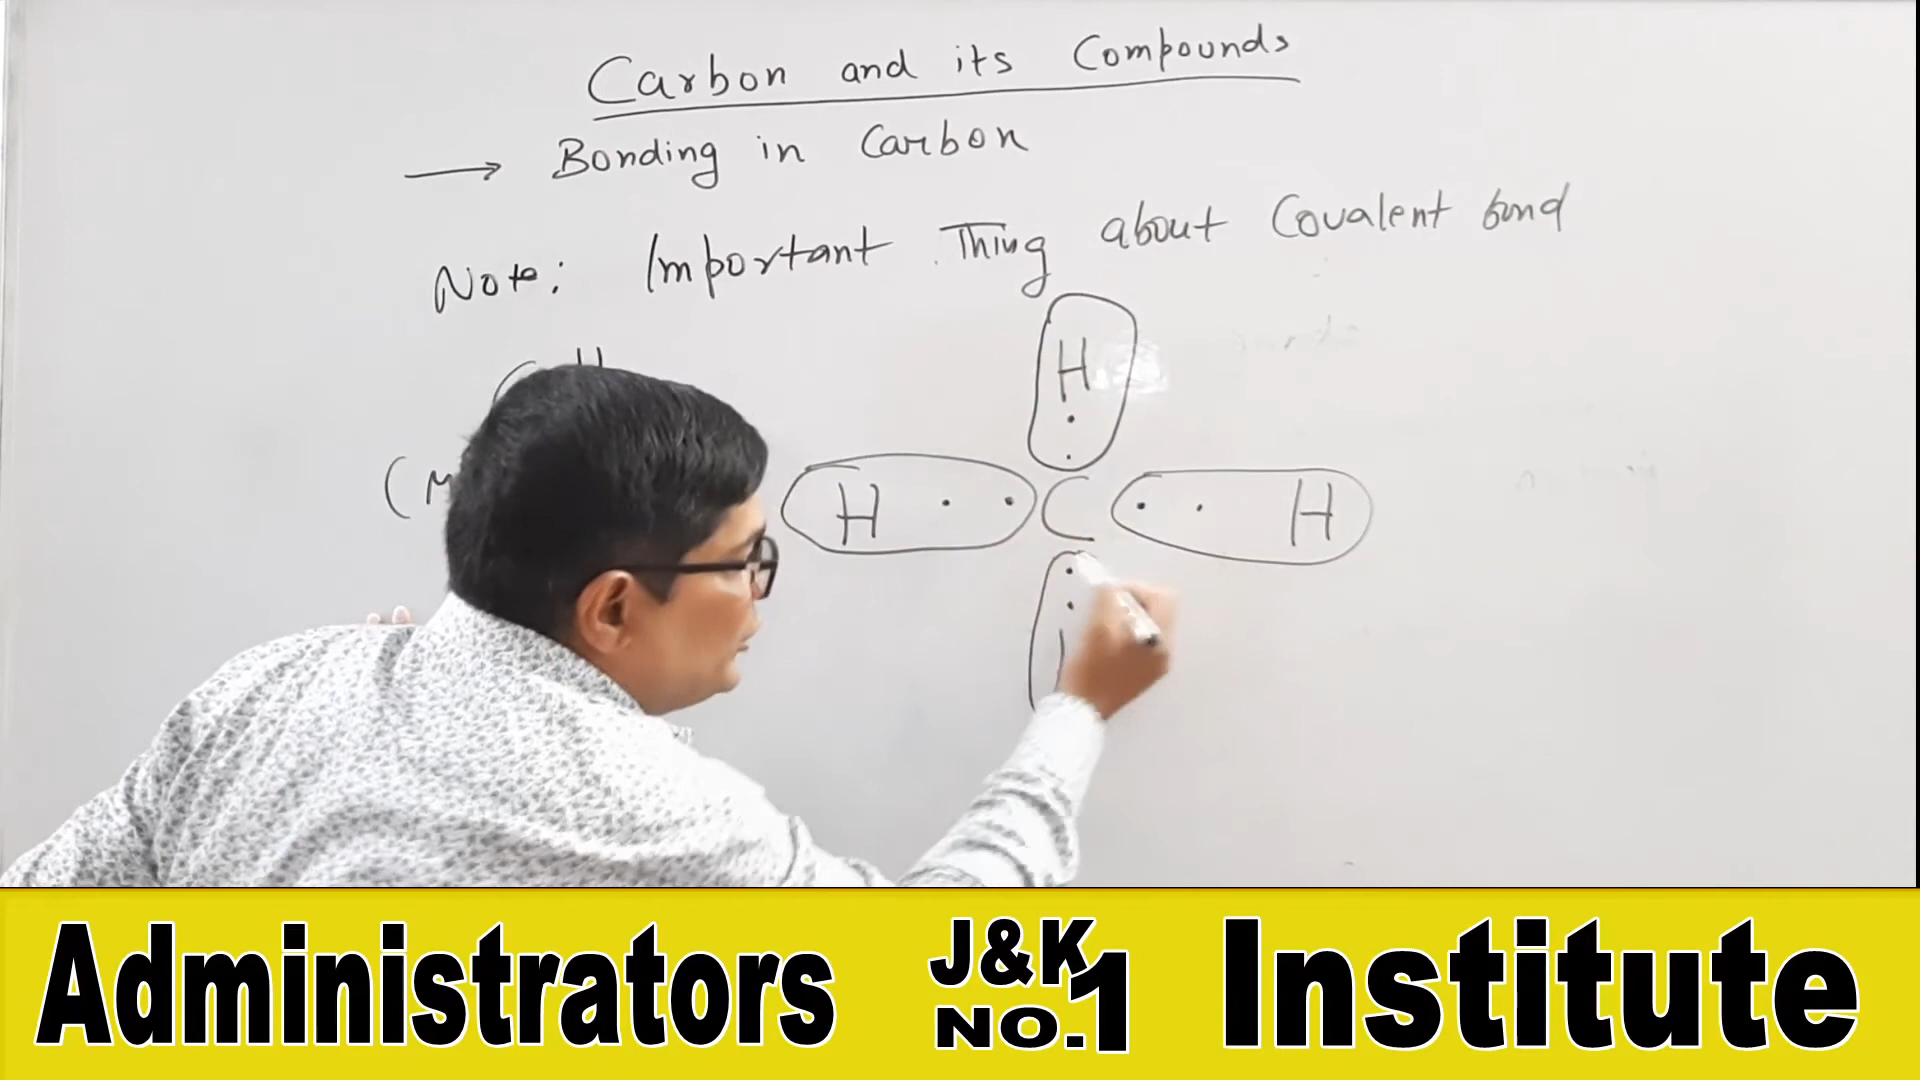 Carbon and its Compounds
→ Bonding in Carbon
Note: Important Thing about Covalent bond
H
H . . C . . H
Administrators J&K NO.1 Institute